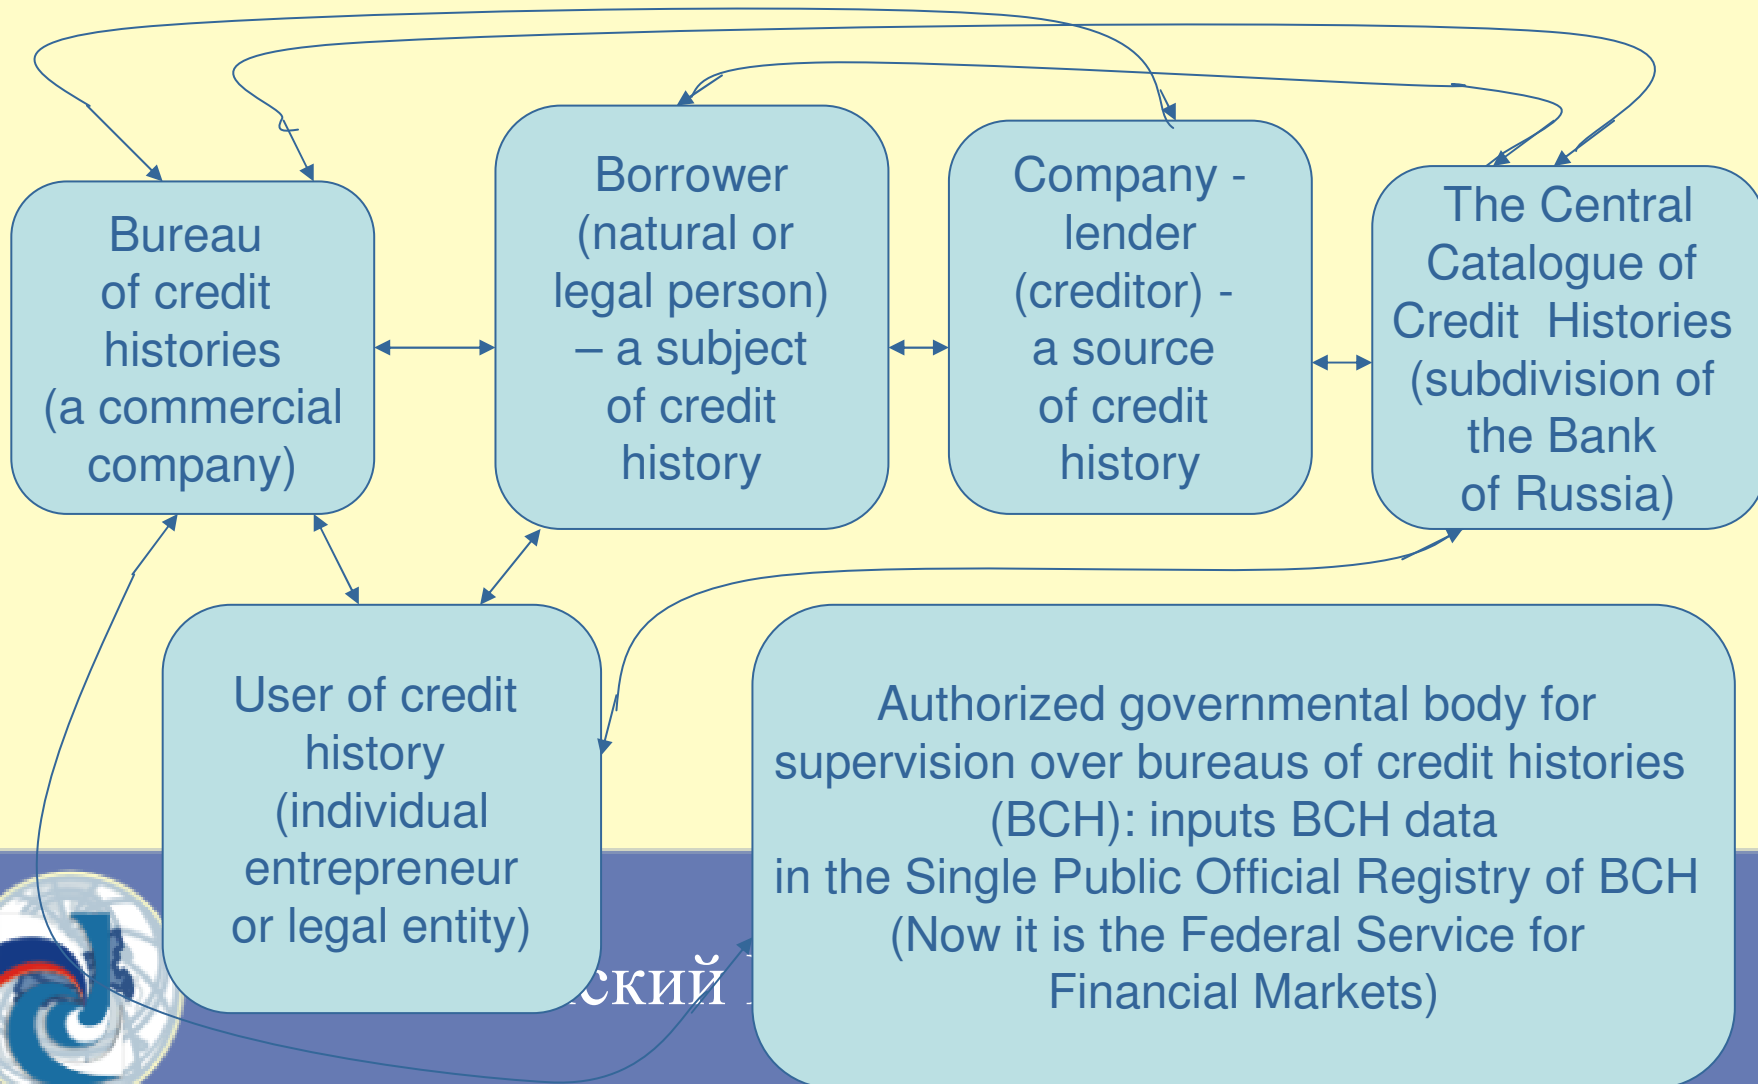 Bureau
of credit
histories
(a commercial
company)
Borrower
(natural or
legal person)
– a subject
of credit
history
Company -
lender
(creditor) -
a source
of credit
history
The Central
Catalogue of
Credit Histories
(subdivision of
the Bank
of Russia)
User of credit
history
(individual
entrepreneur
or legal entity)
Authorized governmental body for
supervision over bureaus of credit histories
(BCH): inputs BCH data
in the Single Public Official Registry of BCH
(Now it is the Federal Service for
Financial Markets)